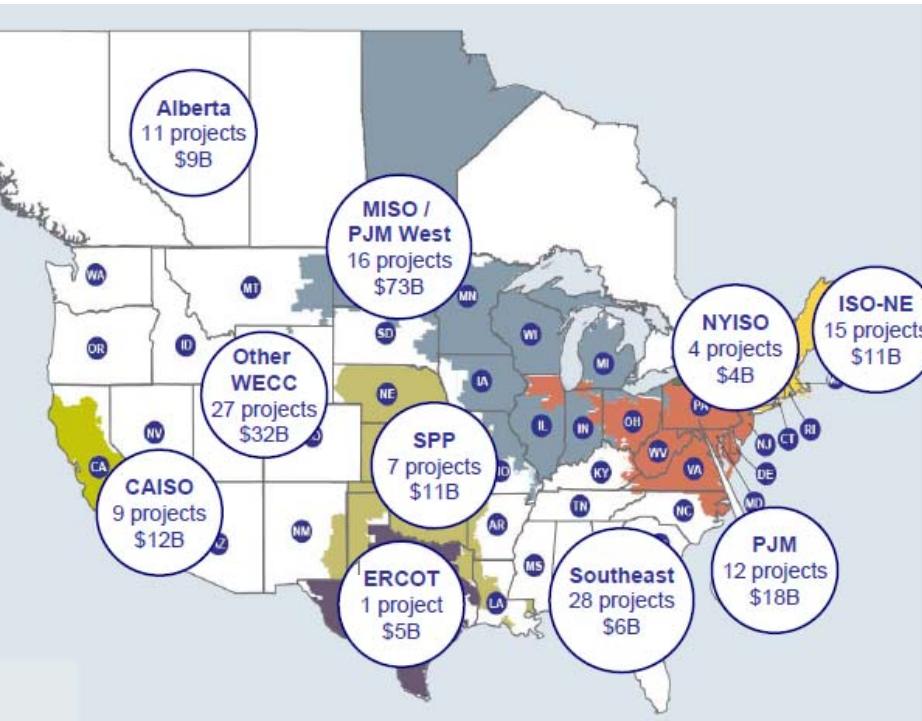 Alberta
11 projects
$9B
MISO /
PJM West
16 projects
$73B
WA
MT
MN
ISO-NE
15 projects
$11B
NYISO
4 projects
$4B
OR
ID
SD
WI
MI
Other
WECC
27 projects
$32B
NE
IA
PA
NV
IL
IN
OH
RI
CT
NJ
SPP
7 projects
$11B
WV
VA
CA
KY
DE
MD
CAISO
9 projects
$12B
NM
AR
TN
NC
PJM
12 projects
$18B
MS
ERCOT
1 project
$5B
Southeast
28 projects
$6B
LA